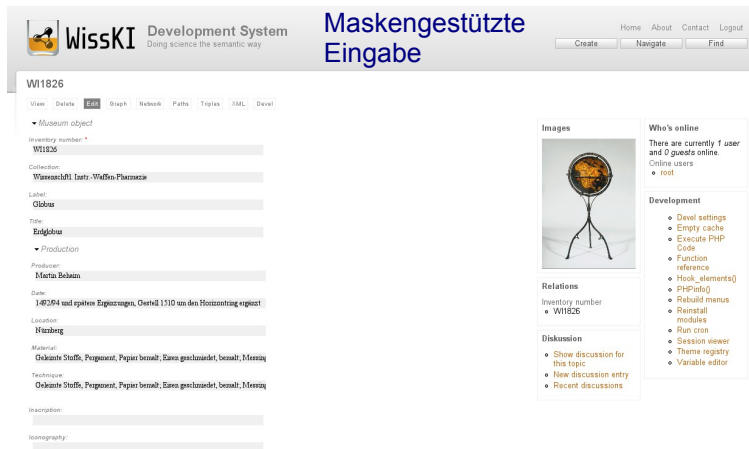 WissKI
Development System
Doing science the semantic way
Maskengestützte
Eingabe
Home About Contact Logout
Create Navigate Find
WI1826
View Delete Edit Graph Network Paths Triples XML Devel
Museum object
Inventory number: *
WI1826
Collection:
Wissenschftl. Instr.-Waffen-Pharmazie
Label:
Globus
Title:
Erdglobus
Production
Producer:
Martin Behaim
Date:
1492/94 und spätere Ergänzungen, Gestell 1510 um den Horizontring ergänzt
Location:
Nürnberg
Material:
Geleimte Stoffe, Pergament, Papier bemalt; Eisen geschmiedet, bemalt; Messing
Technique:
Geleimte Stoffe, Pergament, Papier bemalt; Eisen geschmiedet, bemalt; Messing
Inscription:
Iconography:
Images
Relations
Inventory number
WI1826
Diskussion
Show discussion for
this topic
New discussion entry
Recent discussions
Who's online
There are currently 1 user
and 0 guests online.
Online users
root
Development
Devel settings
Empty cache
Execute PHP
Code
Function
reference
Hook_elements()
PHPinfo()
Rebuild menus
Reinstall
modules
Run cron
Session viewer
Theme registry
Variable editor